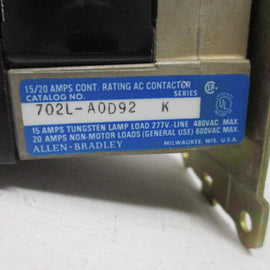 15/20 AMPS CONT. RATING AC CONTACTOR
CATALOG NO. SERIES
702L-A0D92 K
15 AMPS TUNGSTEN LAMP LOAD 277V.-LINE 480VAC MAX
20 AMPS NON-MOTOR LOADS (GENERAL USE) 600VAC MAX
ALLEN-BRADLEY MILWAUKEE, WIS. U.S.A.